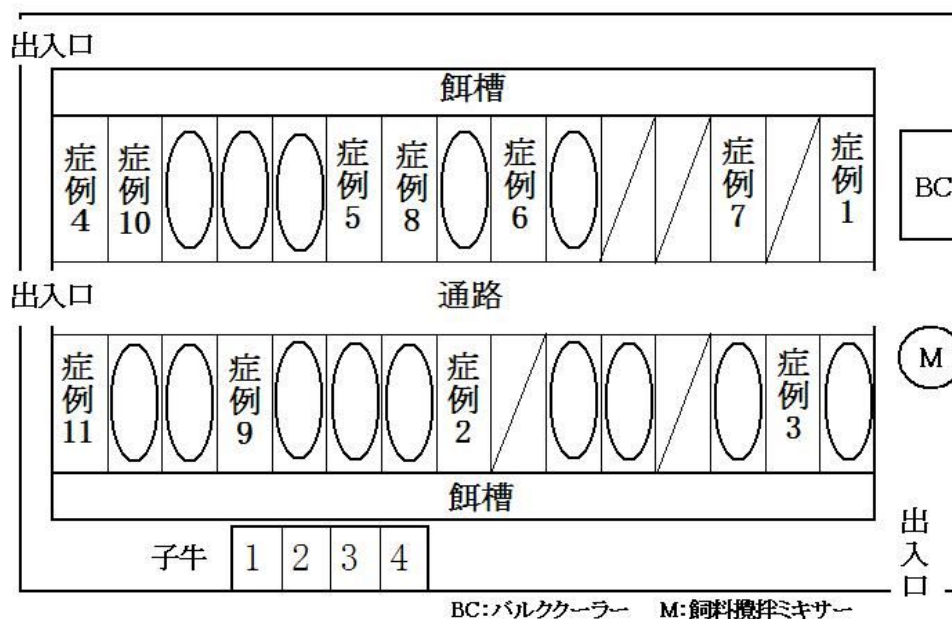 出入口
餌槽
症例4
症例10
症例5
症例8
症例6
症例7
症例1
BC
出入口
通路
M
症例11
症例9
症例2
症例3
餌槽
子牛 1 2 3 4
出入口
BC:バルククーラー M:飼料攪拌ミキサー